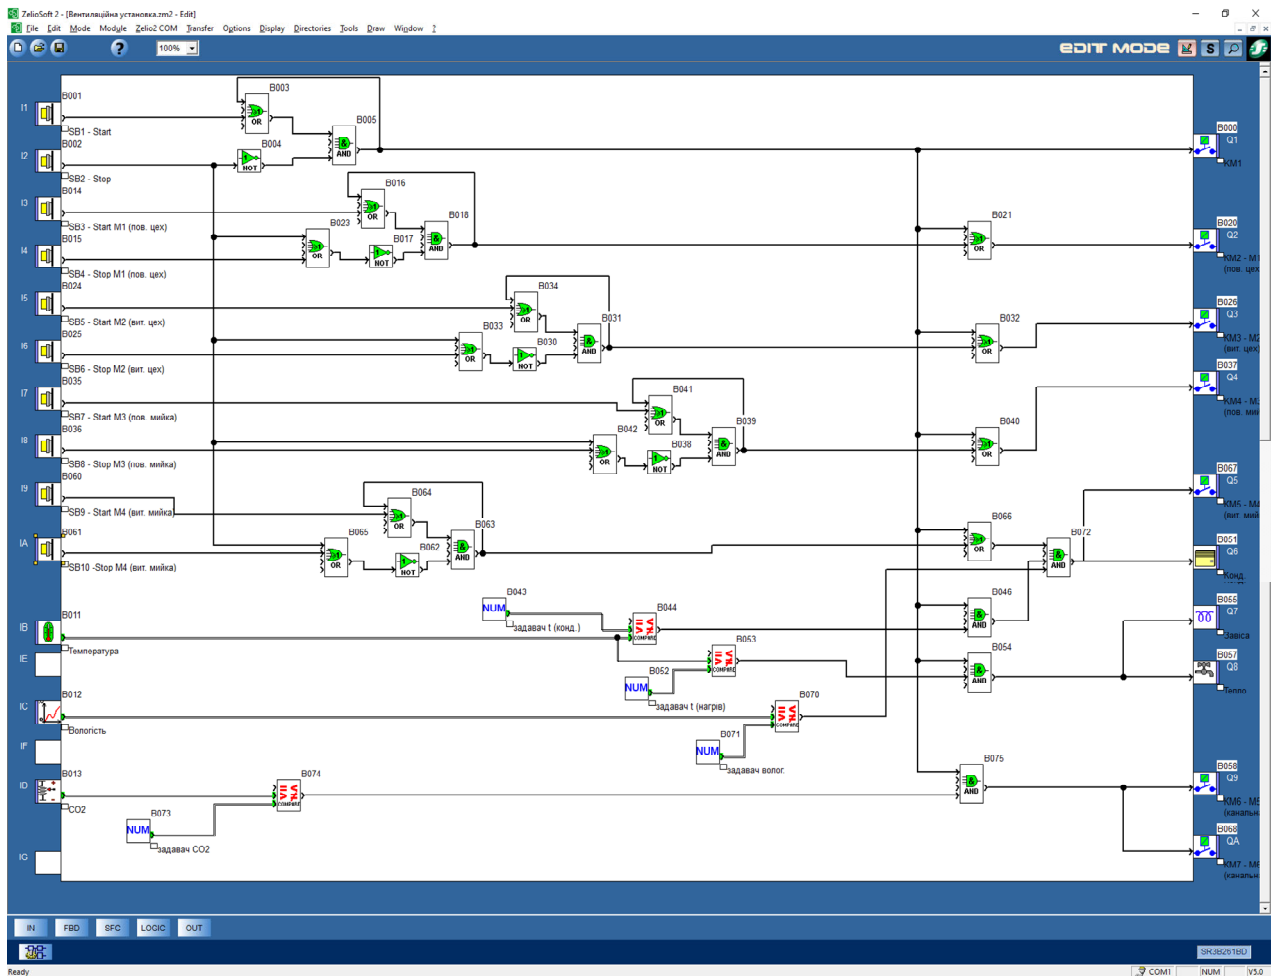 ZelioSoft 2 - [Вентиляційна установка.zm2 - Edit]
File Edit Mode Module Zelio2 COM Transfer Options Display Directories Tools Draw Window ?
100%
EDIT MODE
S
B001
I1
SB1 - Start
B003
OR
B005
AND
B000
Q1
KM1
B002
I2
SB2 - Stop
B004
NOT
B014
I3
SB3 - Start M1 (пов. цех)
B016
OR
B018
AND
B021
OR
B020
Q2
KM2 - M1
(пов. цех
B015
I4
SB4 - Stop M1 (пов. цех)
B023
OR
B017
NOT
B024
I5
SB5 - Start M2 (вит. цех)
B034
OR
B031
AND
B032
OR
B026
Q3
KM3 - M2
(вит. цех
B025
I6
SB6 - Stop M2 (вит. цех)
B033
OR
B030
NOT
B035
I7
SB7 - Start M3 (пов. мийка)
B041
OR
B039
AND
B040
OR
B037
Q4
KM4 - M
(пов. мий
B036
I8
SB8 - Stop M3 (пов. мийка)
B042
OR
B038
NOT
B060
I9
SB9 - Start M4 (вит. мийка)
B064
OR
B063
AND
B066
OR
B072
AND
B067
Q5
KM5 - M4
(вит. мий
B061
IA
SB10 -Stop M4 (вит. мийка)
B065
OR
B062
NOT
B051
Q6
Конд.
B011
IB
Температура
B043
NUM
задавач t (конд.)
B044
COMPARE
B046
AND
B055
Q7
Завіса
IE
B052
NUM
задавач t (нагрів)
B053
COMPARE
B054
AND
B057
Q8
Тепло
B012
IC
Вологість
B070
COMPARE
IF
B071
NUM
задавач волог.
B013
ID
CO2
B074
COMPARE
B075
AND
B058
Q9
KM6 - M5
(канальн
B073
NUM
задавач CO2
B068
QA
KM7 - M6
(канальн
IG
IN FBD SFC LOGIC OUT
SR3B261BD
Ready COM1 NUM V5.0